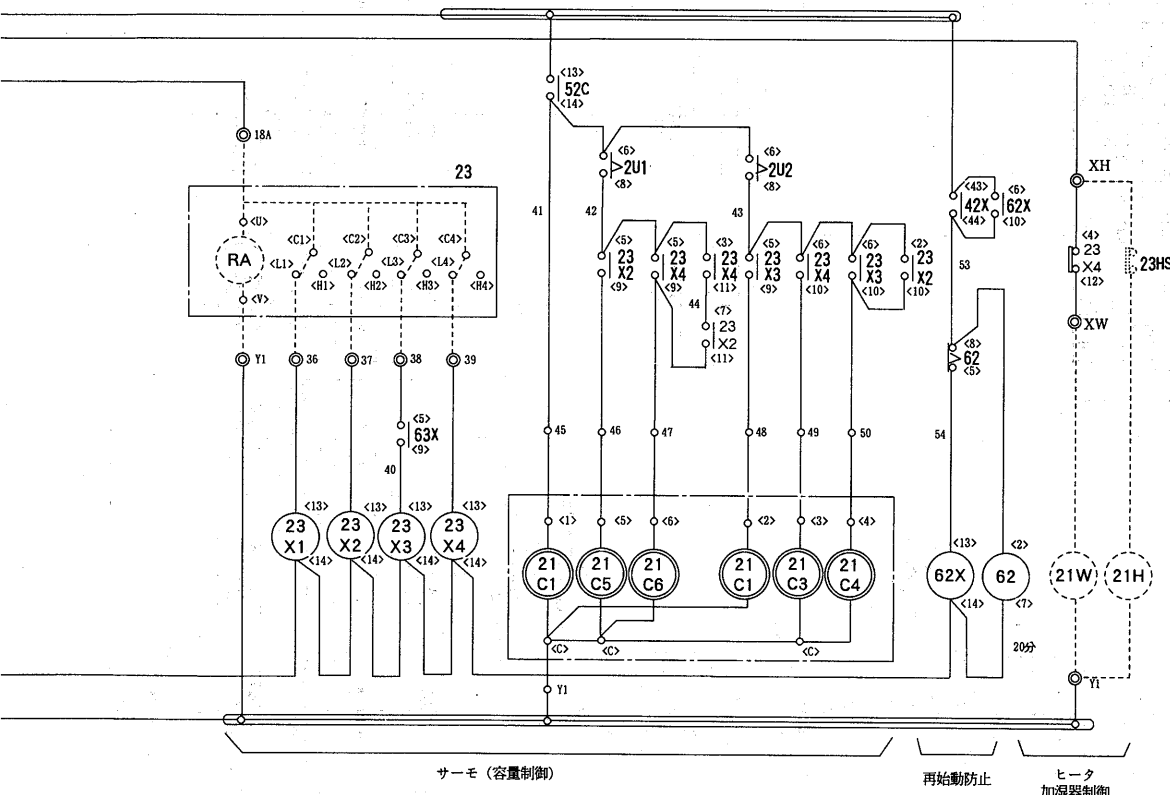 <13>
52C
<14>
18A
<6>
2U1
<8>
<6>
2U2
<8>
23
XH
<43> <6>
42X 62X
<44> <10>
41 42 43
<U>
<C1> <C2> <C3> <C4>
RA
<L1> <L2> <L3> <L4>
<H1> <H2> <H3> <H4>
<V>
<5> <5> <3> <5> <6> <6> <2>
23 23 23 23 23 23 23
X2 X4 X4 X3 X4 X3 X2
<9> <9> <11> <9> <10> <10> <10>
44
<7>
23
X2
<11>
53
<4>
23
X4
<12>
23HS
XW
<8>
62
<5>
Y1 36 37 38 39
<5>
63X
<9>
40
45 46 47 48 49 50
54
<13> <13> <13> <13>
23 23 23 23
X1 X2 X3 X4
<14> <14> <14> <14>
<1> <5> <6> <2> <3> <4>
21 21 21 21 21 21
C1 C5 C6 C1 C3 C4
<C> <C> <C>
Y1
<13> <2>
62X 62
<14> <7>
20分
21W 21H
Y1
サーモ（容量制御）
再始動防止
ヒータ
加湿器制御